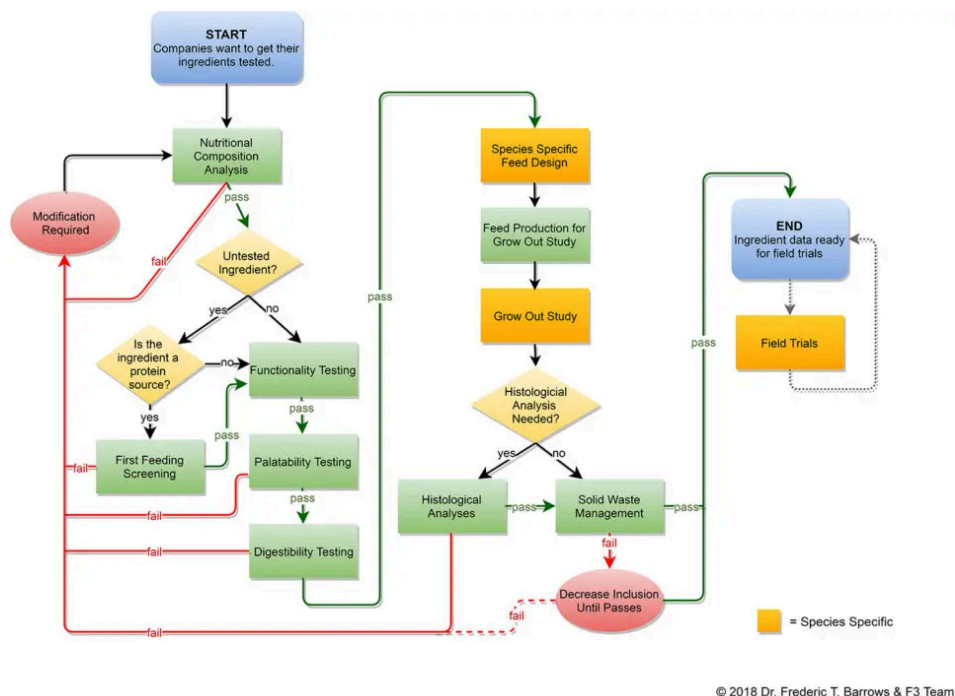 START
Companies want to get their
ingredients tested.
Nutritional
Composition
Analysis
pass
Modification
Required
fail
Untested
Ingredient?
yes
no
Is the
ingredient a
protein
source?
no
yes
Functionality Testing
pass
pass
First Feeding
Screening
fail
Palatability Testing
fail
pass
Digestibility Testing
fail
pass
Species Specific
Feed Design
Feed Production for
Grow Out Study
Grow Out Study
Histologicial
Analysis
Needed?
yes
no
Histological
Analyses
pass
Solid Waste
Management
pass
fail
Decrease Inclusion
Until Passes
fail
fail
pass
END
Ingredient data ready
for field trials
Field Trials
= Species Specific
© 2018 Dr. Frederic T. Barrows & F3 Team